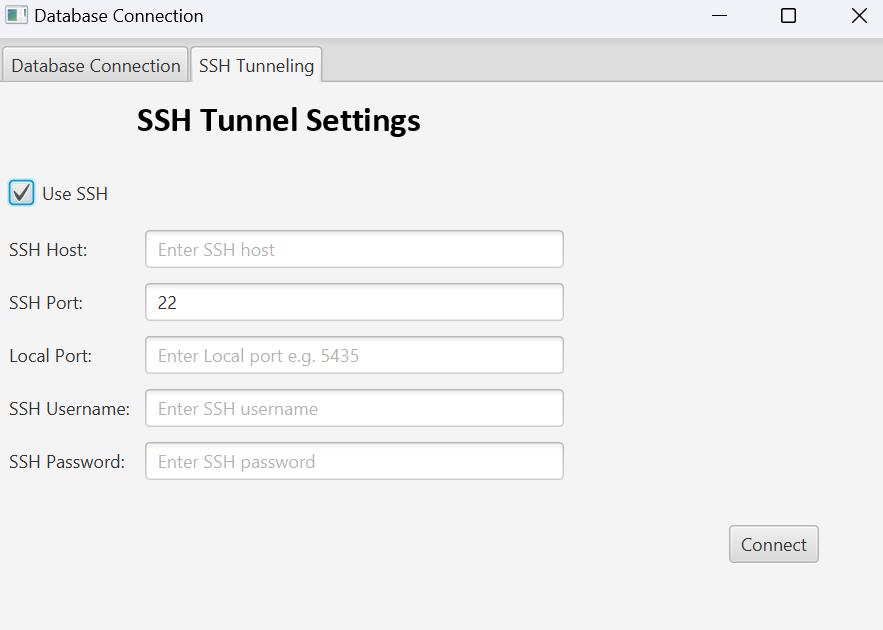 Database Connection
Database Connection SSH Tunneling
SSH Tunnel Settings
Use SSH
SSH Host: Enter SSH host
SSH Port: 22
Local Port: Enter Local port e.g. 5435
SSH Username: Enter SSH username
SSH Password: Enter SSH password
Connect